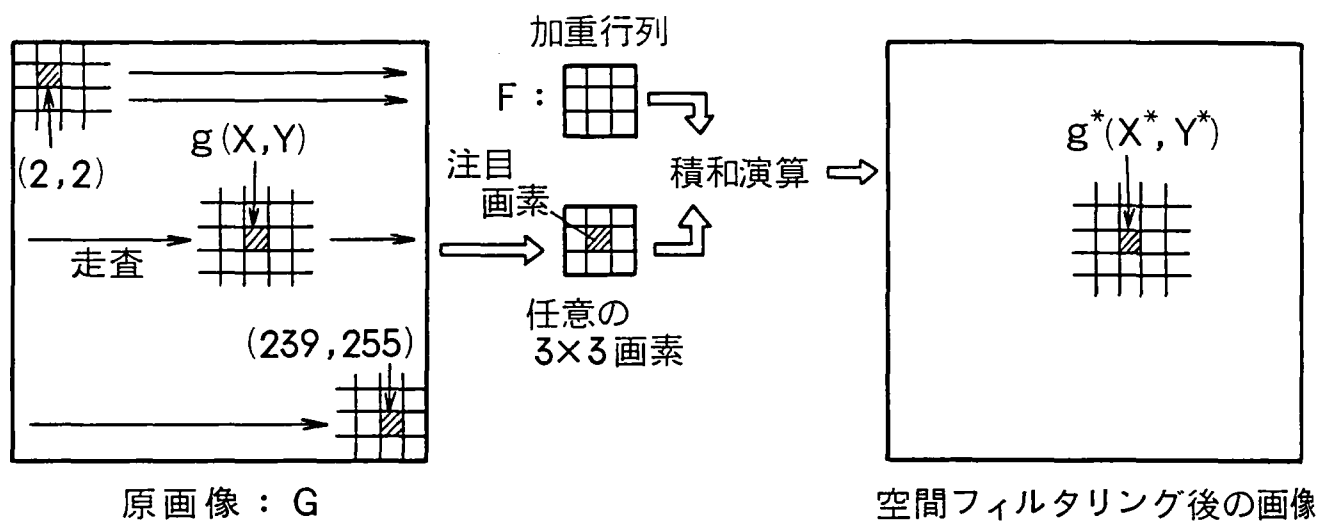 加重行列
F：
(2,2)
g(X,Y)
注目
画素
積和演算
g*(X*,Y*)
走査
任意の
3×3画素
(239,255)
原画像：G
空間フィルタリング後の画像